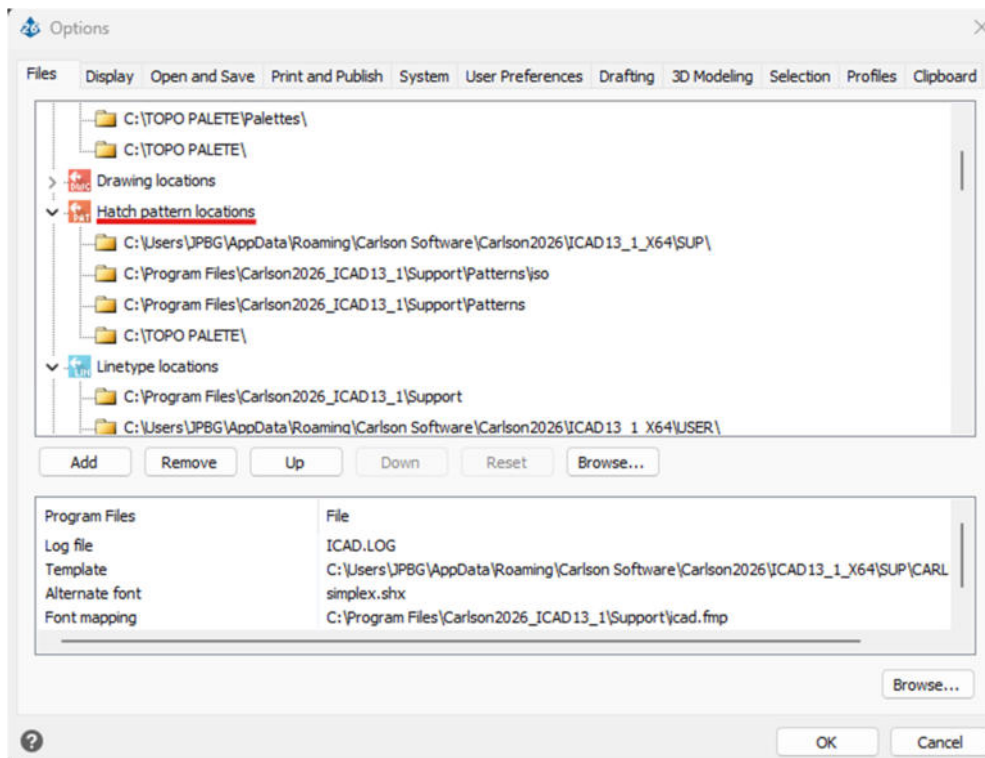 26 Options
Files Display Open and Save Print and Publish System User Preferences Drafting 3D Modeling Selection Profiles Clipboard
C:\TOPO PALETE\Palettes\
C:\TOPO PALETE\
DWG Drawing locations
PAT Hatch pattern locations
C:\Users\JPBG\AppData\Roaming\Carlson Software\Carlson2026\ICAD13_1_X64\SUP\
C:\Program Files\Carlson2026_ICAD13_1\Support\Patterns\iso
C:\Program Files\Carlson2026_ICAD13_1\Support\Patterns
C:\TOPO PALETE\
LIN Linetype locations
C:\Program Files\Carlson2026_ICAD13_1\Support
C:\Users\JPBG\AppData\Roaming\Carlson Software\Carlson2026\ICAD13_1_X64\USER\
Add Remove Up Down Reset Browse...
Program Files File
Log file ICAD.LOG
Template C:\Users\JPBG\AppData\Roaming\Carlson Software\Carlson2026\ICAD13_1_X64\SUP\CARL
Alternate font simplex.shx
Font mapping C:\Program Files\Carlson2026_ICAD13_1\Support\icad.fmp
Browse...
? OK Cancel